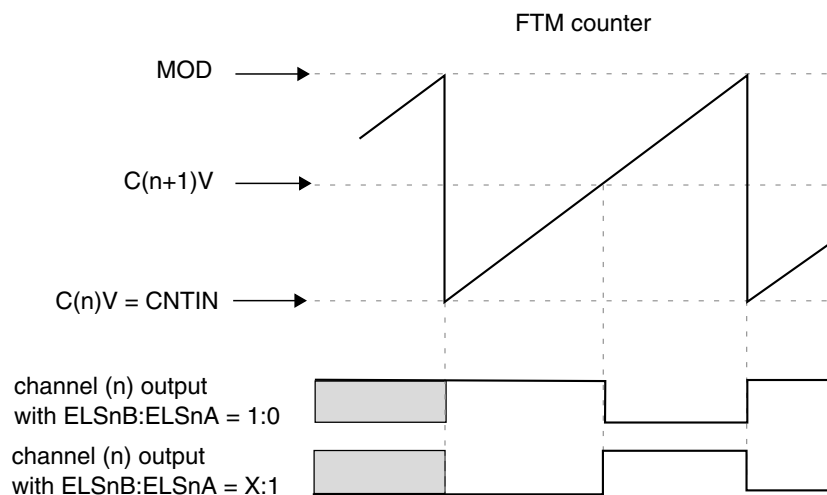 FTM counter
MOD
C(n+1)V
C(n)V = CNTIN
channel (n) output
with ELSnB:ELSnA = 1:0
channel (n) output
with ELSnB:ELSnA = X:1